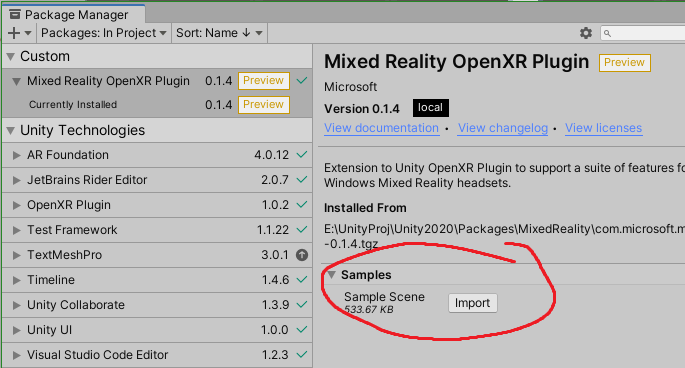 Package Manager
+ ▾ Packages: In Project ▾ Sort: Name ↓ ▾
Custom
Mixed Reality OpenXR Plugin 0.1.4 Preview
Currently Installed 0.1.4 Preview
Unity Technologies
AR Foundation 4.0.12
JetBrains Rider Editor 2.0.7
OpenXR Plugin 1.0.2
Test Framework 1.1.22
TextMeshPro 3.0.1
Timeline 1.4.6
Unity Collaborate 1.3.9
Unity UI 1.0.0
Visual Studio Code Editor 1.2.3
Mixed Reality OpenXR Plugin Preview
Microsoft
Version 0.1.4 local
View documentation • View changelog • View licenses
Extension to Unity OpenXR Plugin to support a suite of features fo
Windows Mixed Reality headsets.
Installed From
E:\UnityProj\Unity2020\Packages\MixedReality\com.microsoft.m
-0.1.4.tgz
Samples
Sample Scene Import
533.67 KB